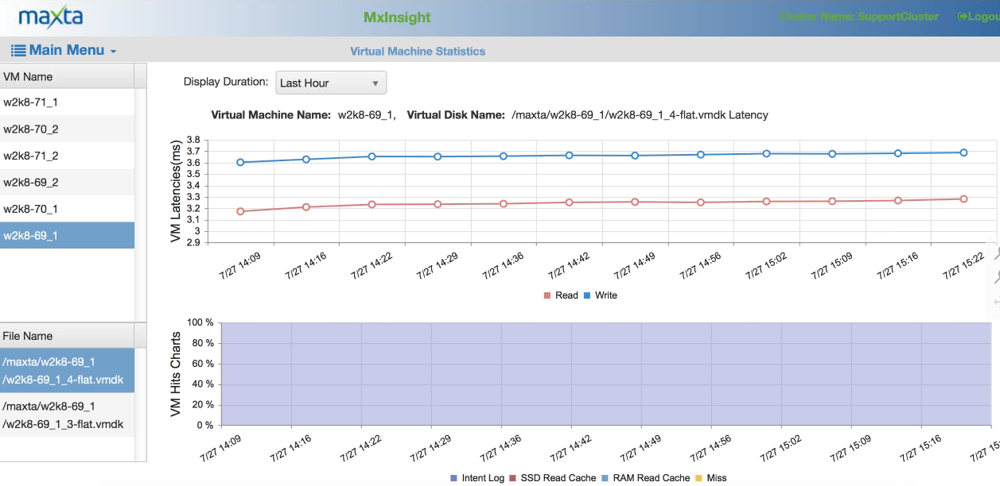 maxta
MxInsight
Cluster Name: SupportCluster
Main Menu
Virtual Machine Statistics
VM Name
w2k8-71_1
w2k8-70_2
w2k8-71_2
w2k8-69_2
w2k8-70_1
w2k8-69_1
File Name
/maxta/w2k8-69_1
/w2k8-69_1_4-flat.vmdk
/maxta/w2k8-69_1
/w2k8-69_1_3-flat.vmdk
Display Duration: Last Hour
Virtual Machine Name: w2k8-69_1, Virtual Disk Name: /maxta/w2k8-69_1/w2k8-69_1_4-flat.vmdk Latency
VM Latencies(ms)
3.8
3.7
3.6
3.5
3.4
3.3
3.2
3.1
3
2.9
7/27 14:09 7/27 14:16 7/27 14:22 7/27 14:29 7/27 14:36 7/27 14:42 7/27 14:49 7/27 14:56 7/27 15:02 7/27 15:09 7/27 15:16 7/27 15:22
Read Write
VM Hits Charts
100 %
80 %
60 %
40 %
20 %
0 %
7/27 14:09 7/27 14:16 7/27 14:22 7/27 14:29 7/27 14:36 7/27 14:42 7/27 14:49 7/27 14:56 7/27 15:02 7/27 15:09 7/27 15:16
Intent Log SSD Read Cache RAM Read Cache Miss